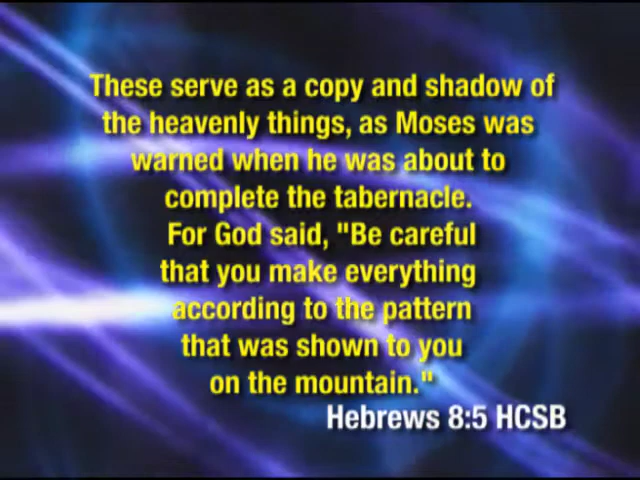 These serve as a copy and shadow of
the heavenly things, as Moses was
warned when he was about to
complete the tabernacle.
For God said, "Be careful
that you make everything
according to the pattern
that was shown to you
on the mountain."
Hebrews 8:5 HCSB